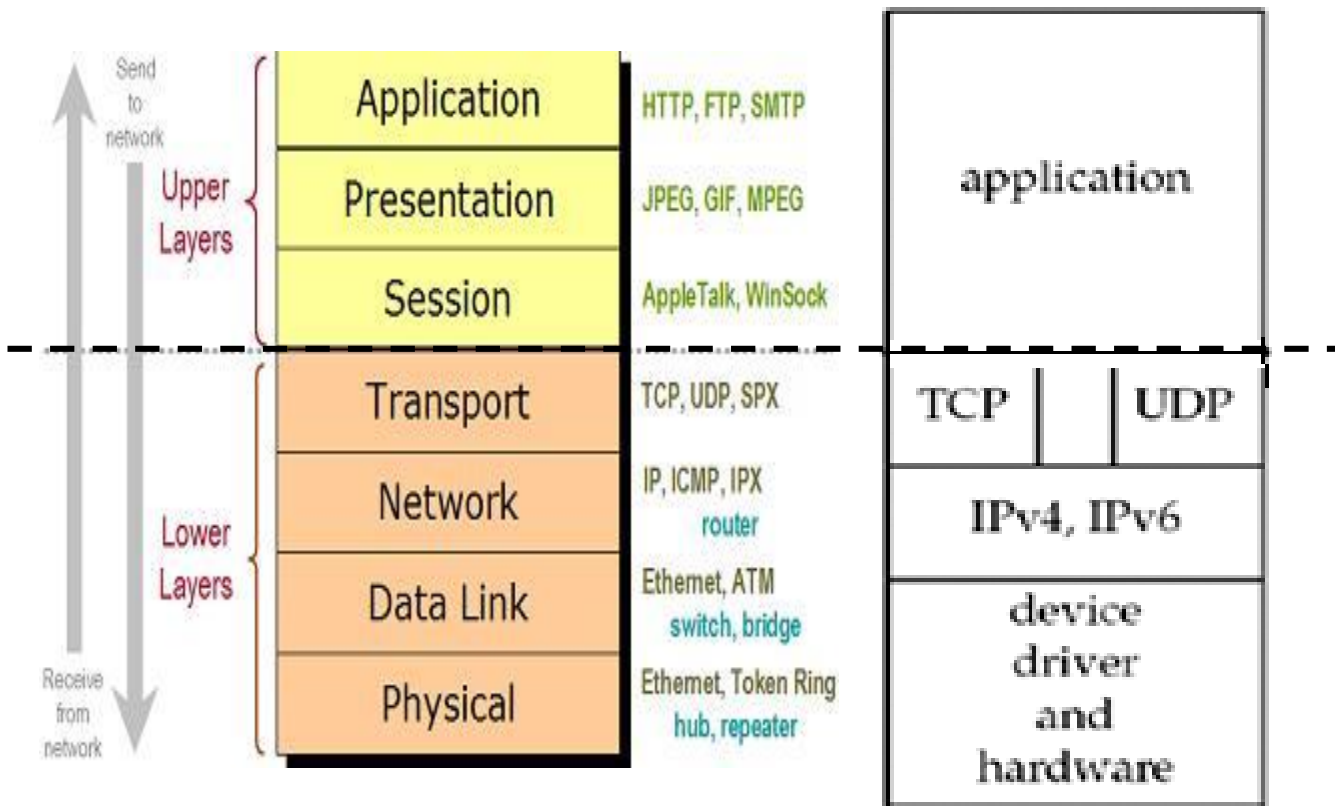 Send
to
network
Upper
Layers
Application
HTTP, FTP, SMTP
Presentation
JPEG, GIF, MPEG
Session
AppleTalk, WinSock
Lower
Layers
Transport
TCP, UDP, SPX
Network
IP, ICMP, IPX
router
Data Link
Ethernet, ATM
switch, bridge
Physical
Ethernet, Token Ring
hub, repeater
Receive
from
network
application
TCP
UDP
IPv4, IPv6
device
driver
and
hardware